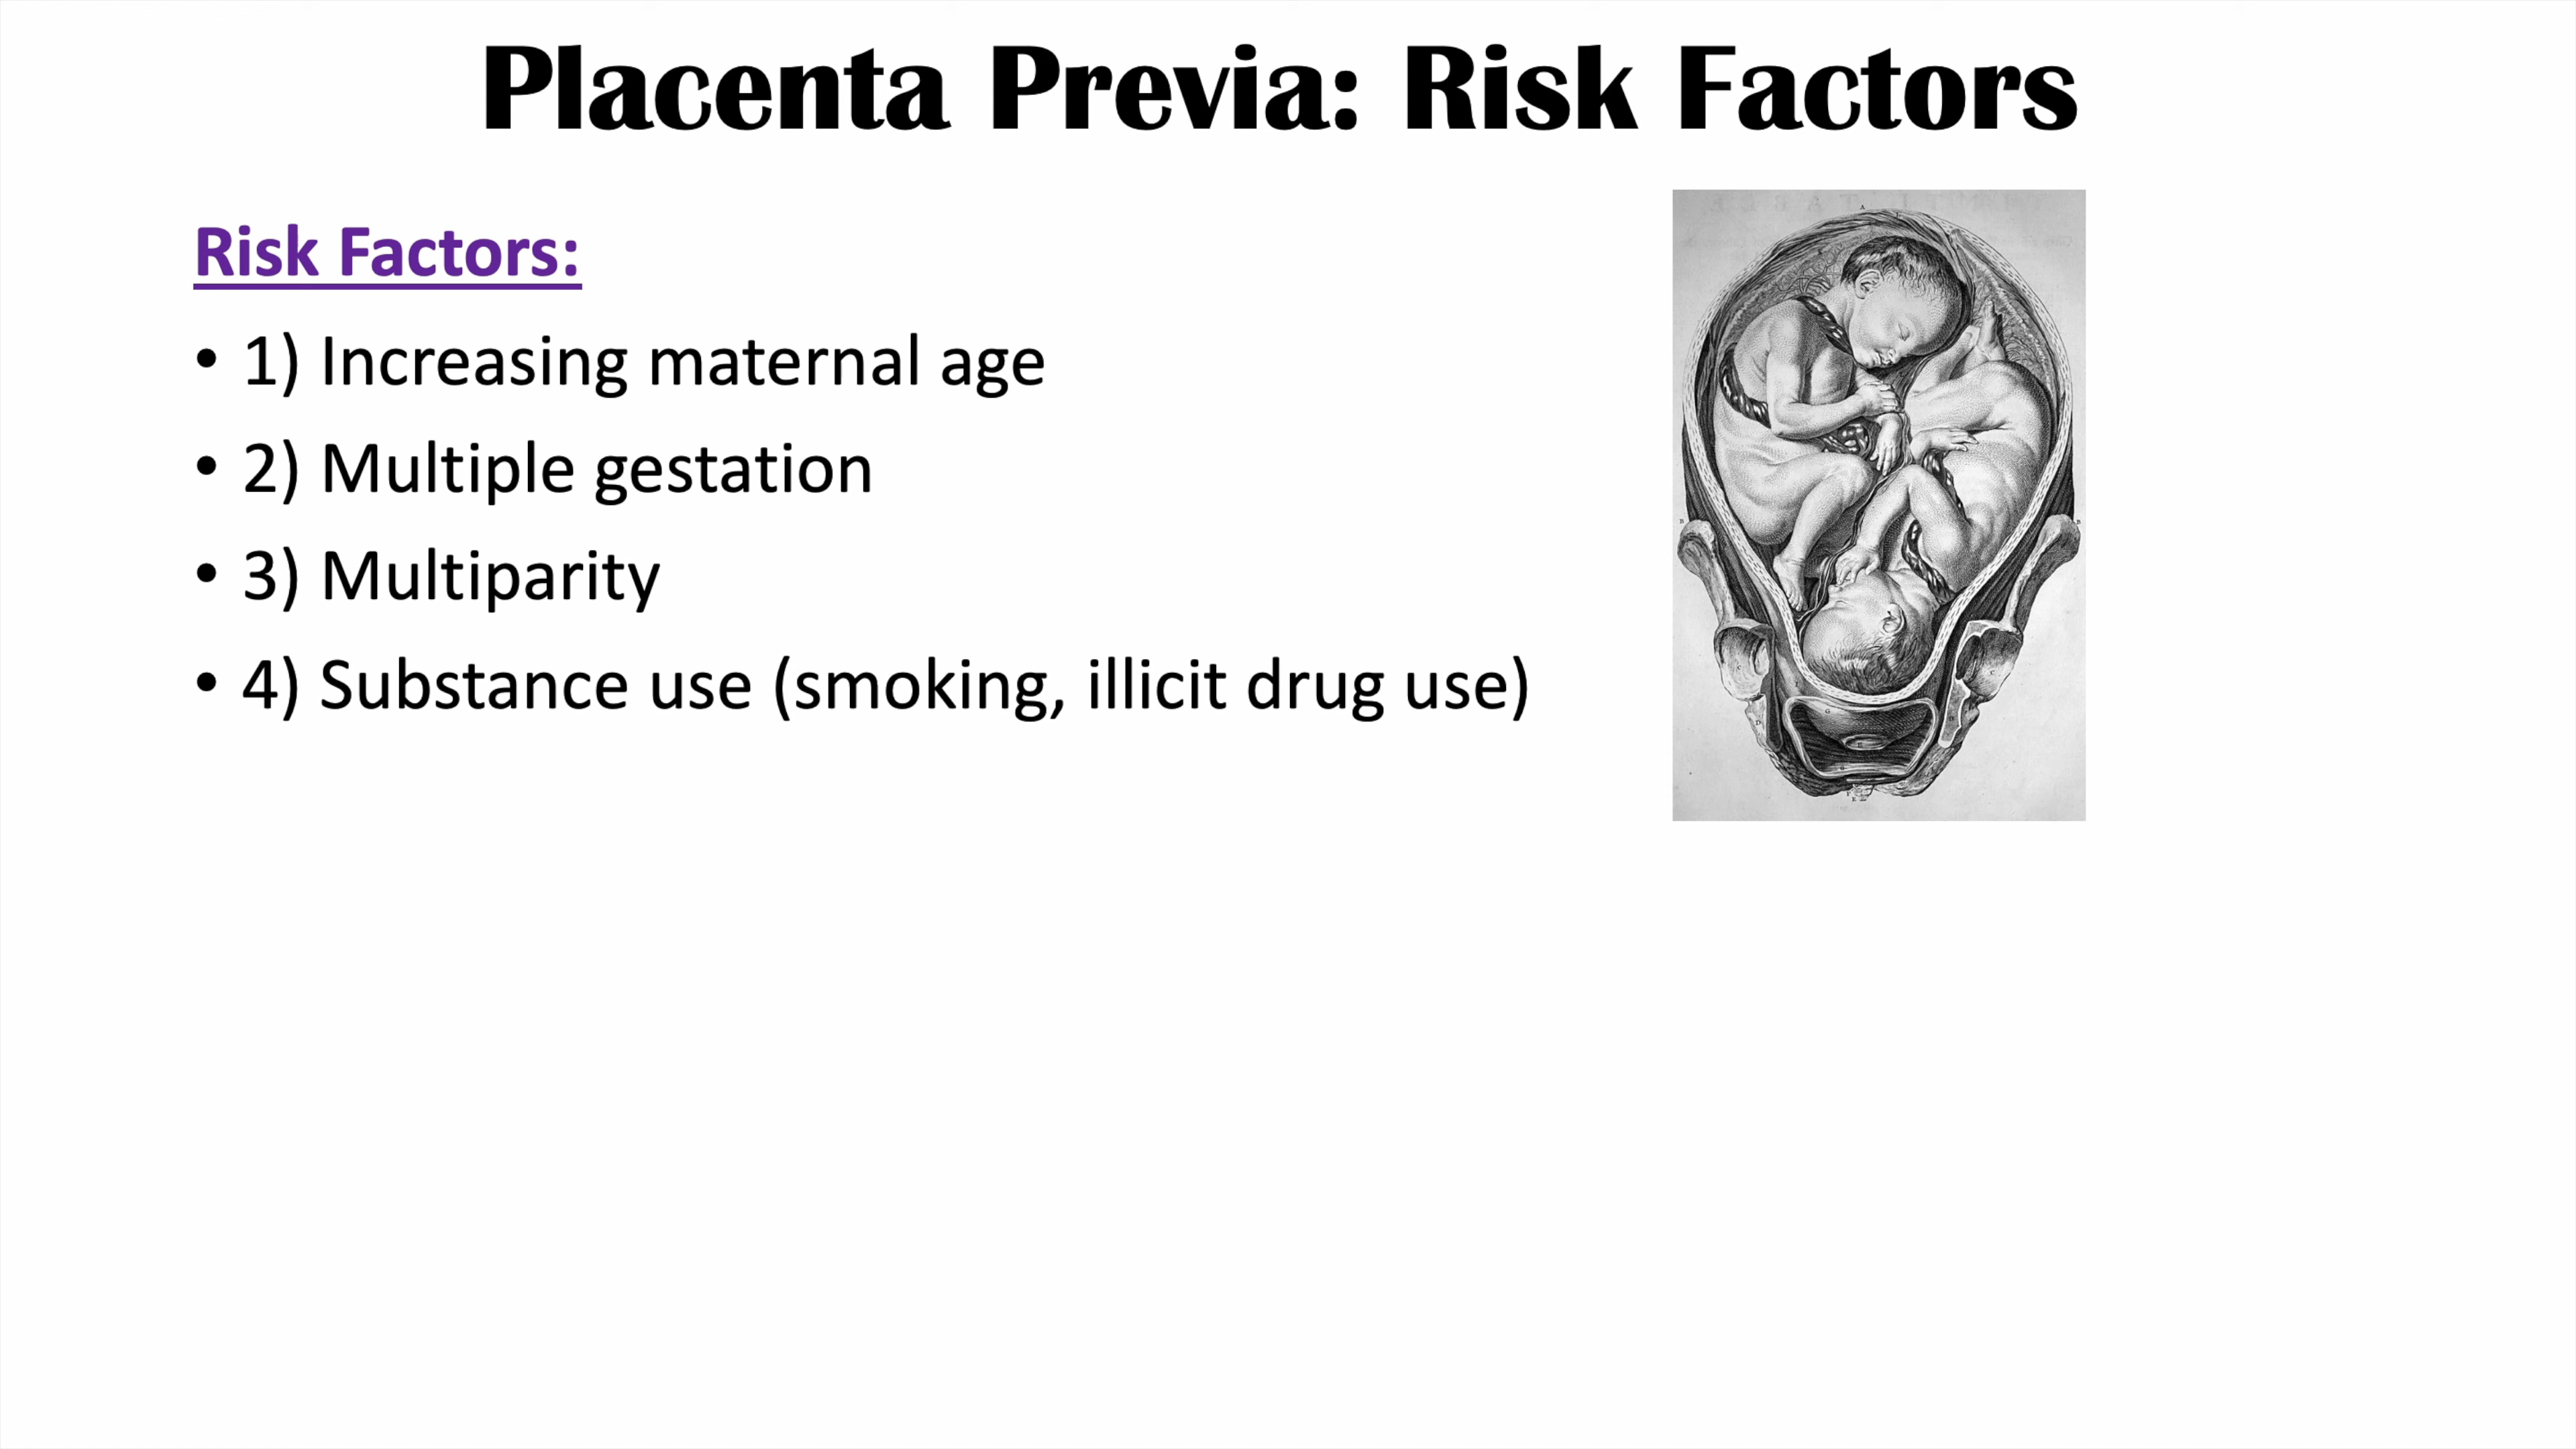 Placenta Previa: Risk Factors
Risk Factors:
• 1) Increasing maternal age
• 2) Multiple gestation
• 3) Multiparity
• 4) Substance use (smoking, illicit drug use)